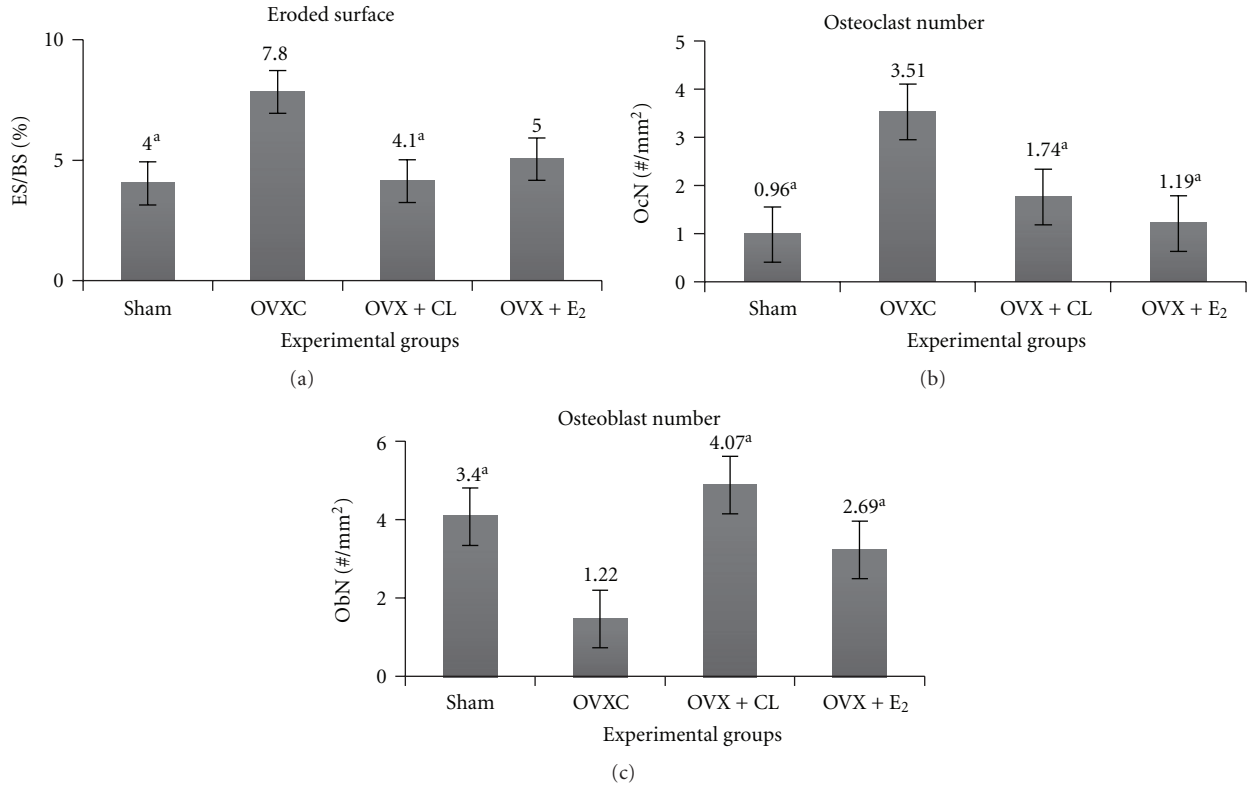 Eroded surface
10
5
0
ES/BS (%)
4ᵃ
7.8
4.1ᵃ
5
Sham
OVXC
OVX + CL
OVX + E₂
Experimental groups
(a)
Osteoclast number
5
4
3
2
1
0
OcN (#/mm²)
0.96ᵃ
3.51
1.74ᵃ
1.19ᵃ
Sham
OVXC
OVX + CL
OVX + E₂
Experimental groups
(b)
Osteoblast number
6
4
2
0
ObN (#/mm²)
3.4ᵃ
1.22
4.07ᵃ
2.69ᵃ
Sham
OVXC
OVX + CL
OVX + E₂
Experimental groups
(c)